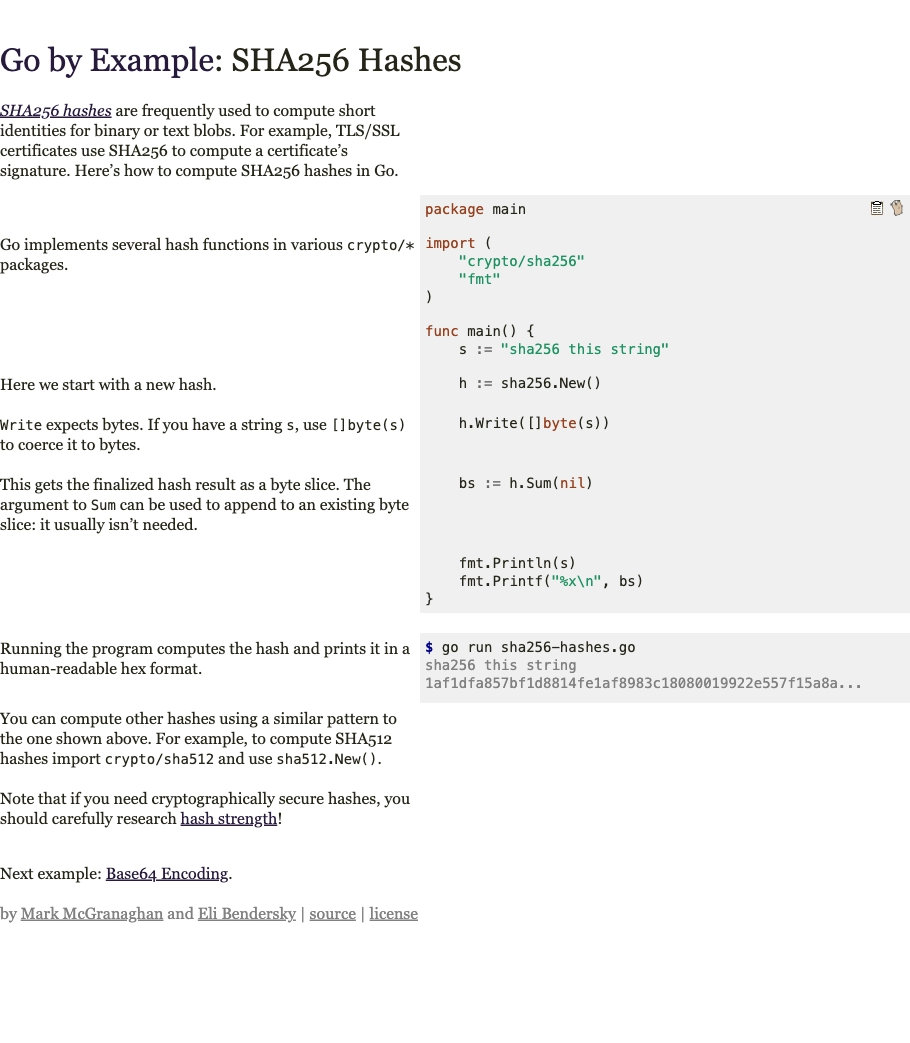 Go by Example: SHA256 Hashes
SHA256 hashes are frequently used to compute short
identities for binary or text blobs. For example, TLS/SSL
certificates use SHA256 to compute a certificate’s
signature. Here’s how to compute SHA256 hashes in Go.
package main
Go implements several hash functions in various crypto/*
packages.
import (
"crypto/sha256"
"fmt"
)
func main() {
s := "sha256 this string"
Here we start with a new hash.
h := sha256.New()
Write expects bytes. If you have a string s, use []byte(s)
to coerce it to bytes.
h.Write([]byte(s))
This gets the finalized hash result as a byte slice. The
argument to Sum can be used to append to an existing byte
slice: it usually isn’t needed.
bs := h.Sum(nil)
fmt.Println(s)
fmt.Printf("%x\n", bs)
}
Running the program computes the hash and prints it in a
human-readable hex format.
$ go run sha256-hashes.go
sha256 this string
1af1dfa857bf1d8814fe1af8983c18080019922e557f15a8a...
You can compute other hashes using a similar pattern to
the one shown above. For example, to compute SHA512
hashes import crypto/sha512 and use sha512.New().
Note that if you need cryptographically secure hashes, you
should carefully research hash strength!
Next example: Base64 Encoding.
by Mark McGranaghan and Eli Bendersky | source | license